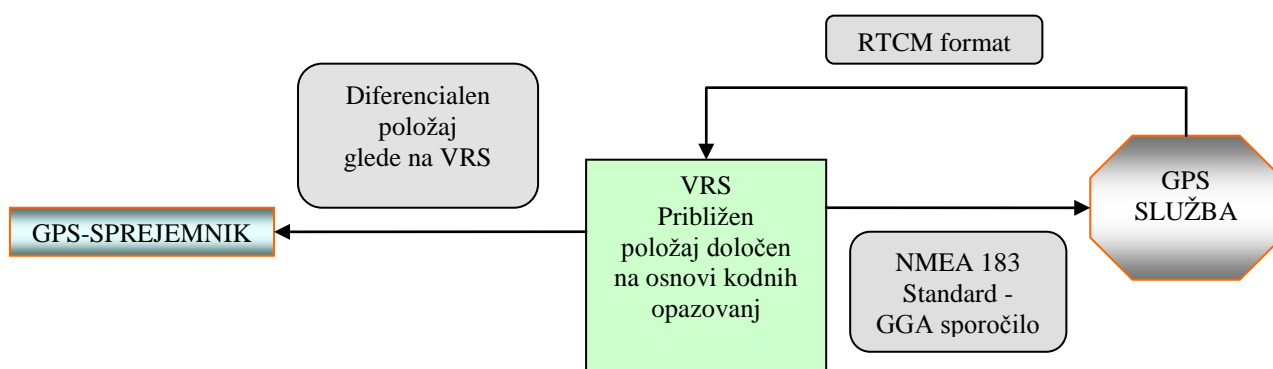 RTCM format
Diferencialen
položaj
glede na VRS
GPS-SPREJEMNIK
VRS
Približen
položaj določen
na osnovi kodnih
opazovanj
GPS
SLUŽBA
NMEA 183
Standard -
GGA sporočilo